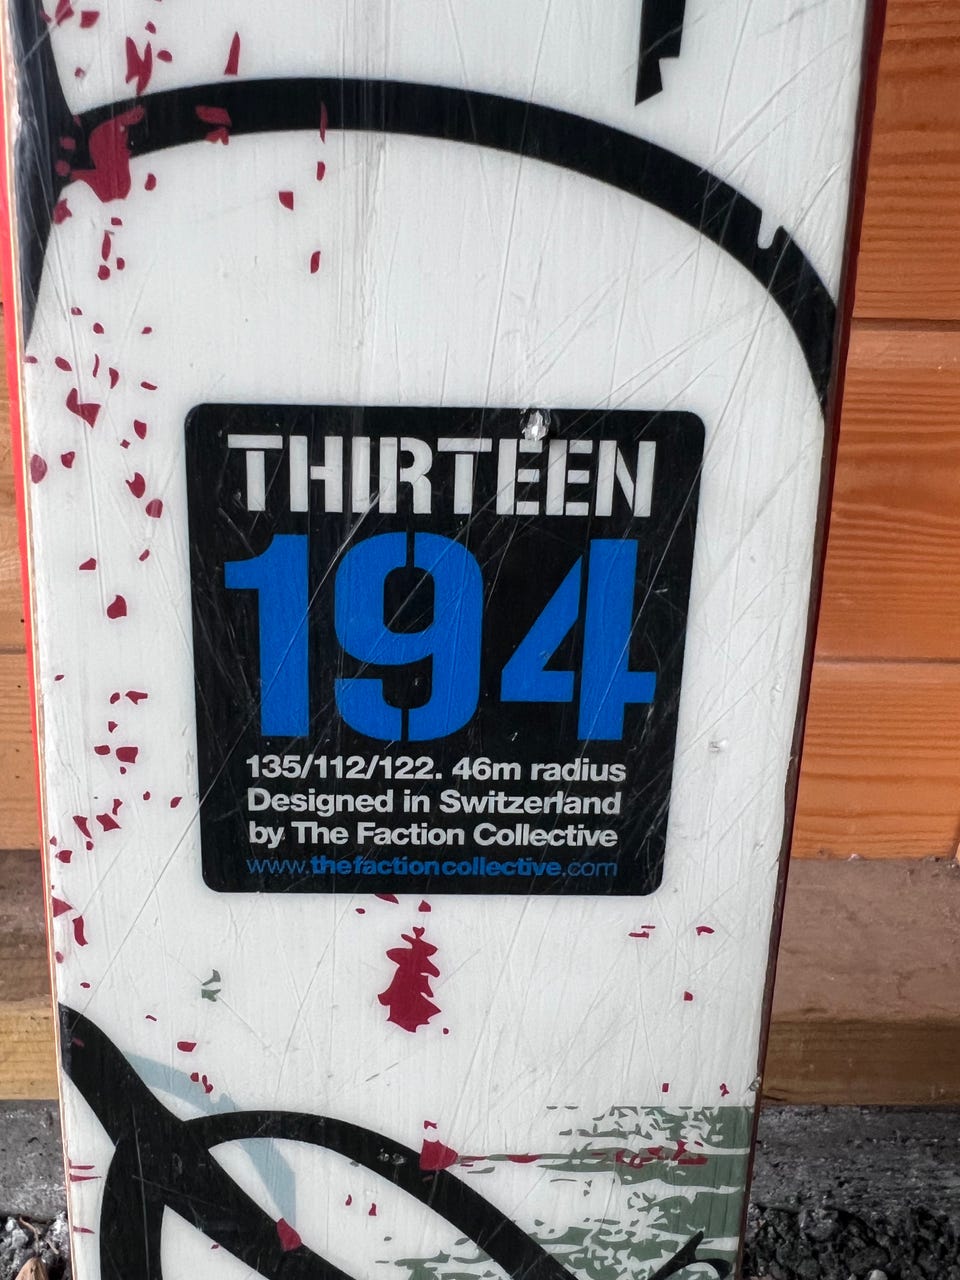 THIRTEEN
194
135/112/122. 46m radius
Designed in Switzerland
by The Faction Collective
www.thefactioncollective.com